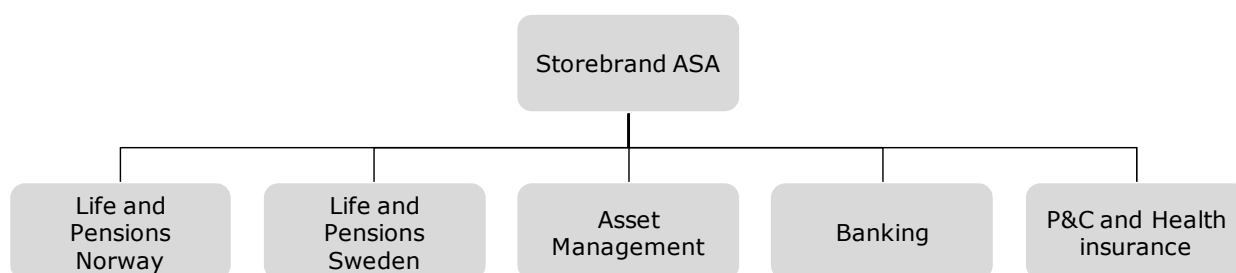 Storebrand ASA
Life and
Pensions
Norway
Life and
Pensions
Sweden
Asset
Management
Banking
P&C and Health
insurance